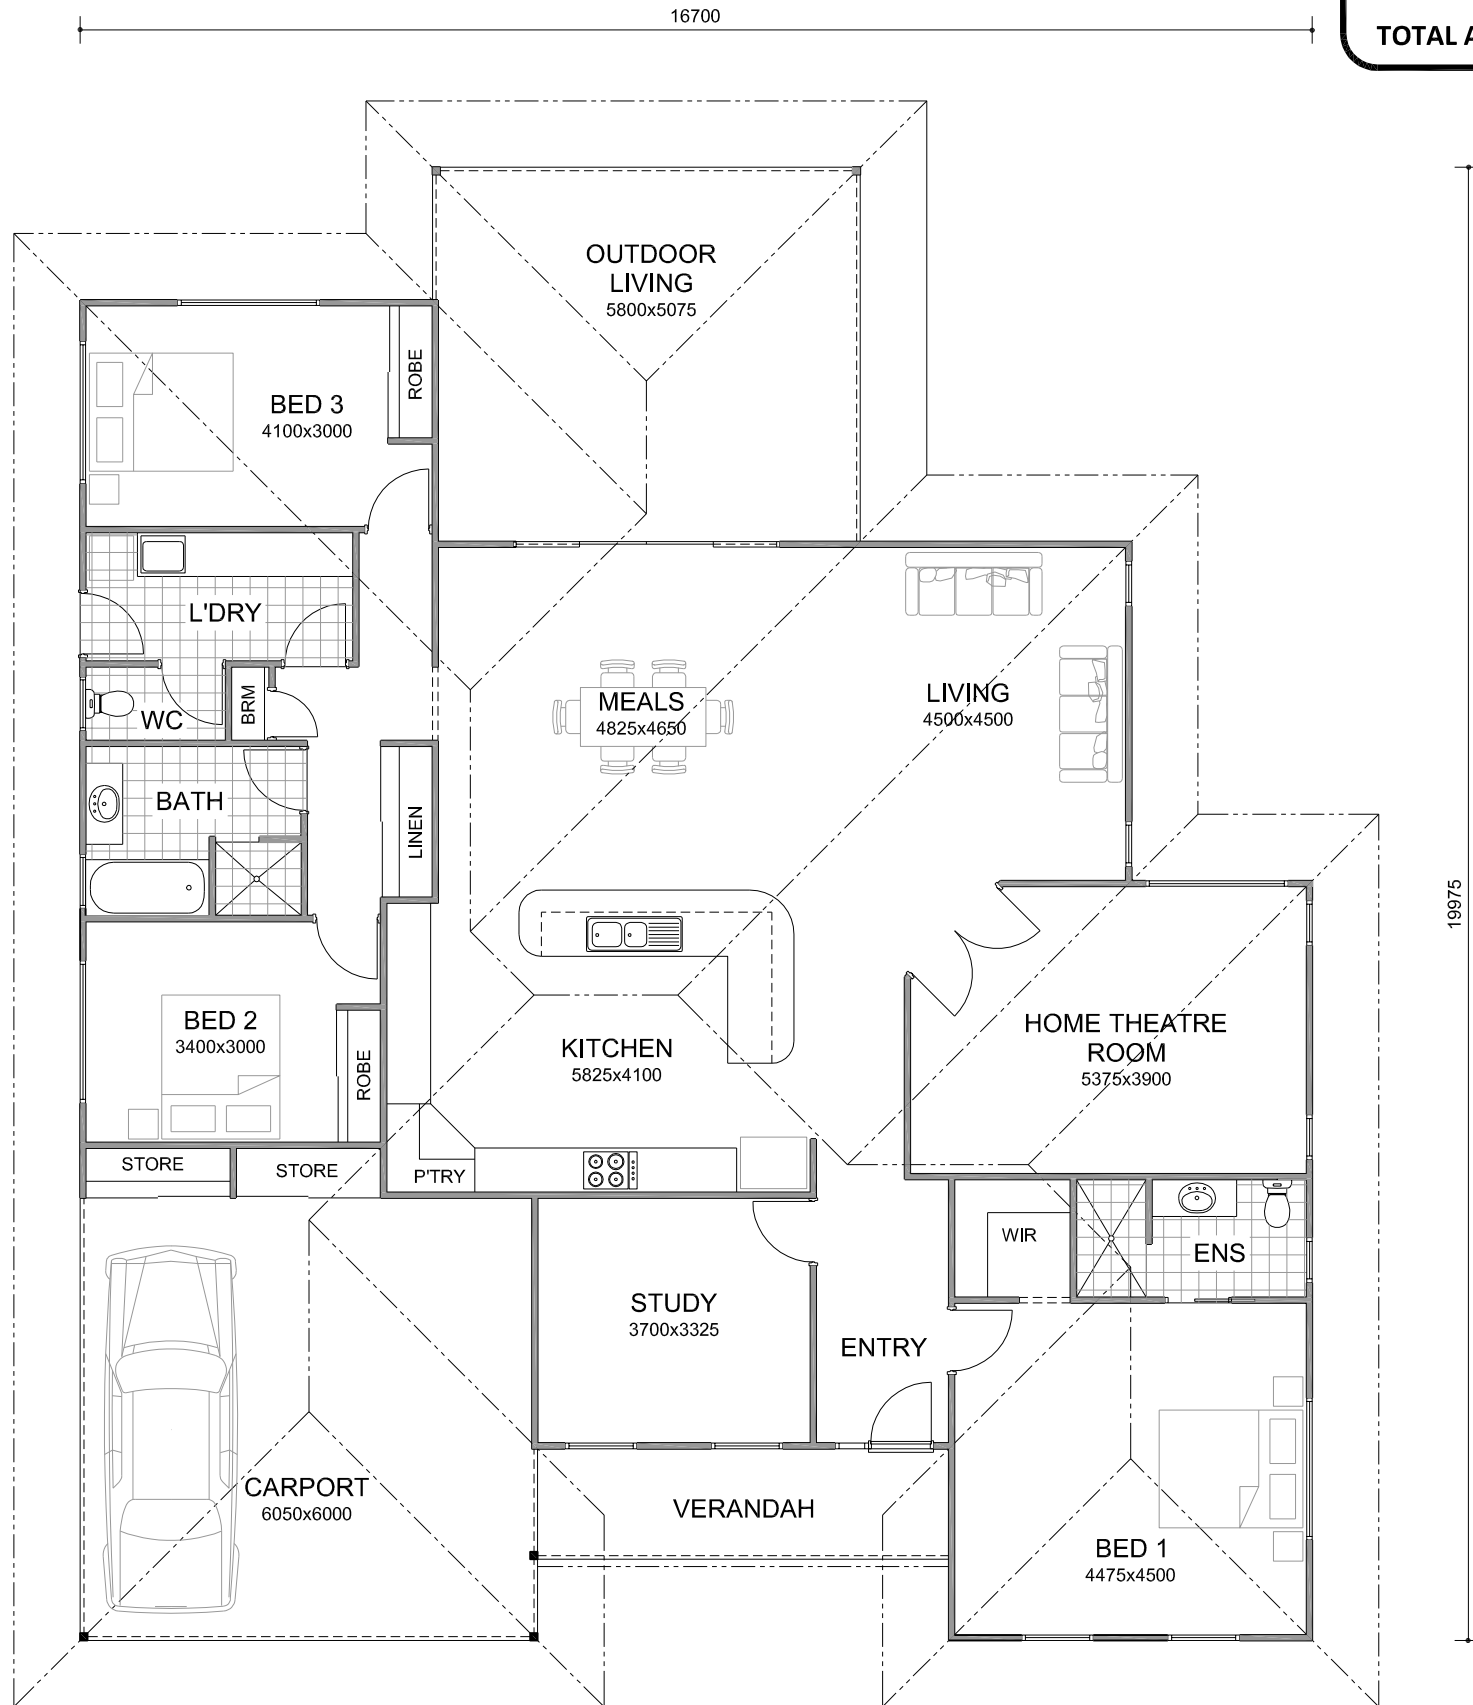 16700
TOTAL
OUTDOOR
LIVING
5800x5075
ROBE
BED 3
4100x3000
L'DRY
BRM
WC
MEALS
4825x4650
LIVING
4500x4500
BATH
LINEN
19975
BED 2
3400x3000
ROBE
KITCHEN
5825x4100
HOME THEATRE
ROOM
5375x3900
STORE
STORE
P'TRY
WIR
ENS
STUDY
3700x3325
ENTRY
CARPORT
6050x6000
VERANDAH
BED 1
4475x4500